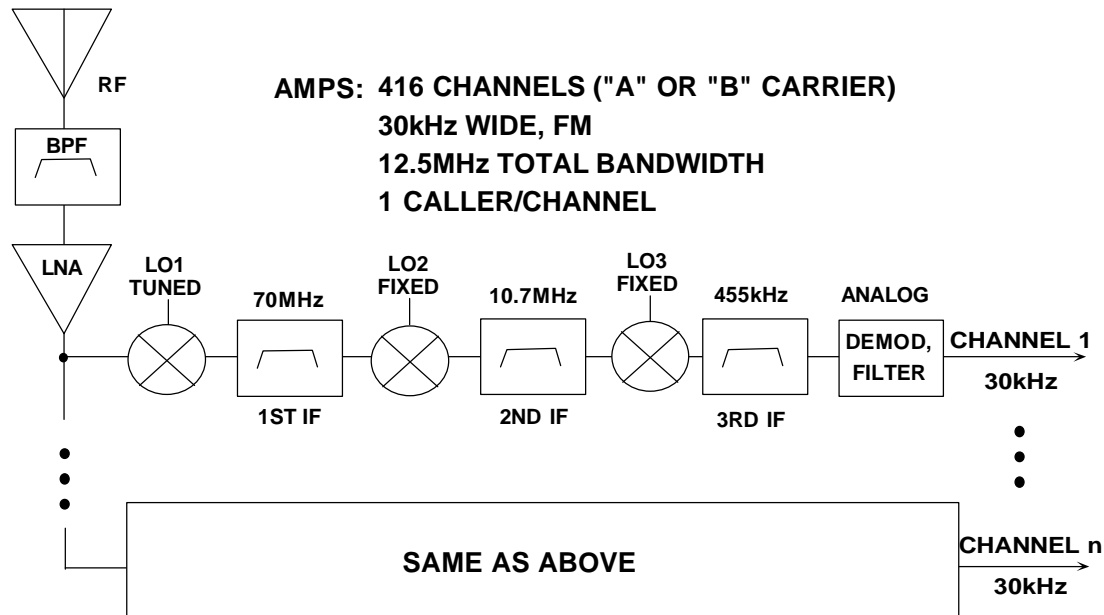 RF
AMPS: 416 CHANNELS ("A" OR "B" CARRIER)
30kHz WIDE, FM
12.5MHz TOTAL BANDWIDTH
1 CALLER/CHANNEL
BPF
LNA
LO1
TUNED
70MHz
1ST IF
LO2
FIXED
10.7MHz
2ND IF
LO3
FIXED
455kHz
3RD IF
ANALOG
DEMOD,
FILTER
CHANNEL 1
30kHz
SAME AS ABOVE
CHANNEL n
30kHz